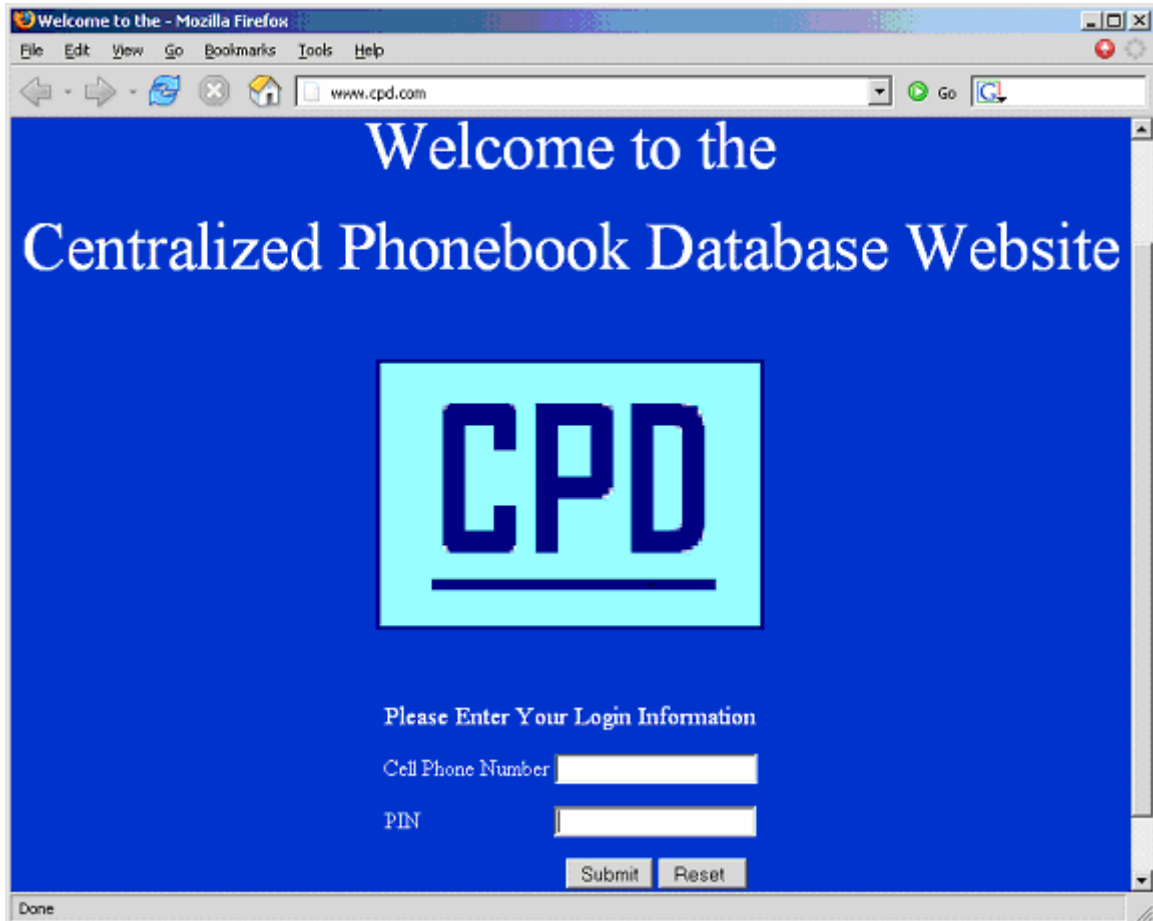 Welcome to the - Mozilla Firefox
File Edit View Go Bookmarks Tools Help
www.cpd.com Go G
Welcome to the
Centralized Phonebook Database Website
CPD
Please Enter Your Login Information
Cell Phone Number
PIN
Submit Reset
Done